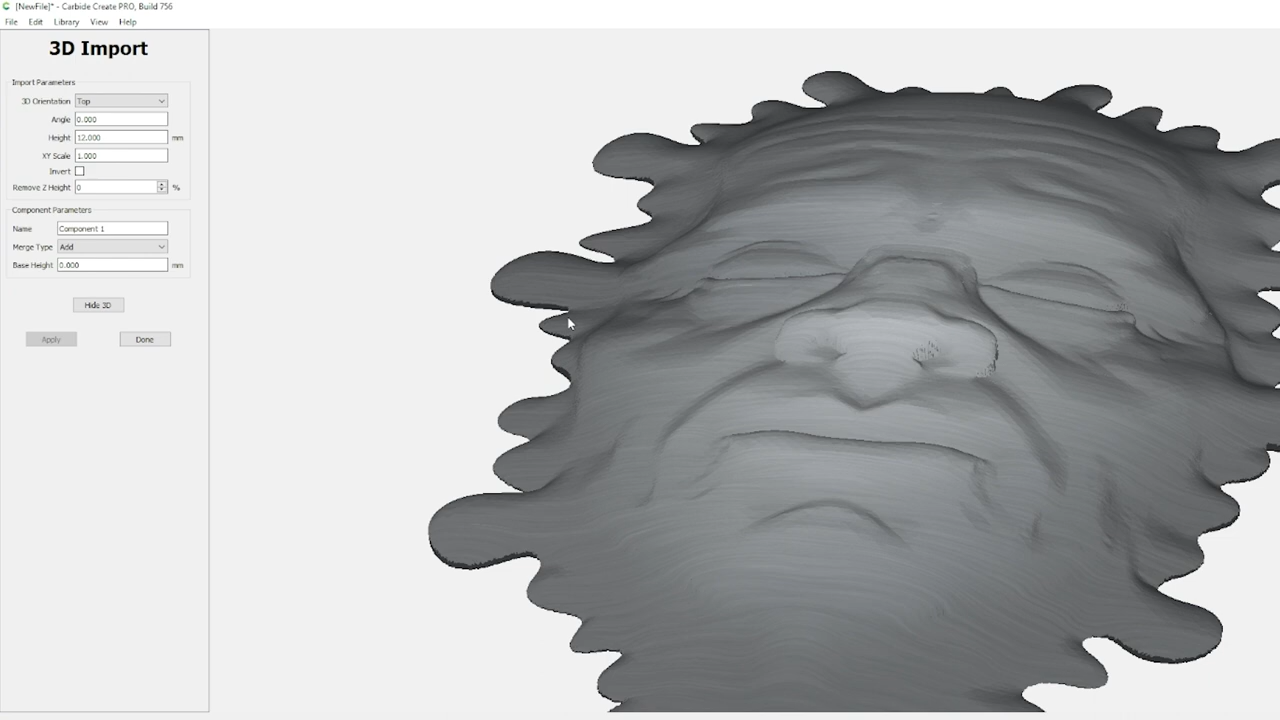 [NewFile]* - Carbide Create PRO, Build 756
File Edit Library View Help
3D Import
Import Parameters
3D Orientation Top
Angle 0.000
Height 12.000 mm
XY Scale 1.000
Invert
Remove Z Height 0 %
Component Parameters
Name Component 1
Merge Type Add
Base Height 0.000 mm
Hide 3D
Apply Done